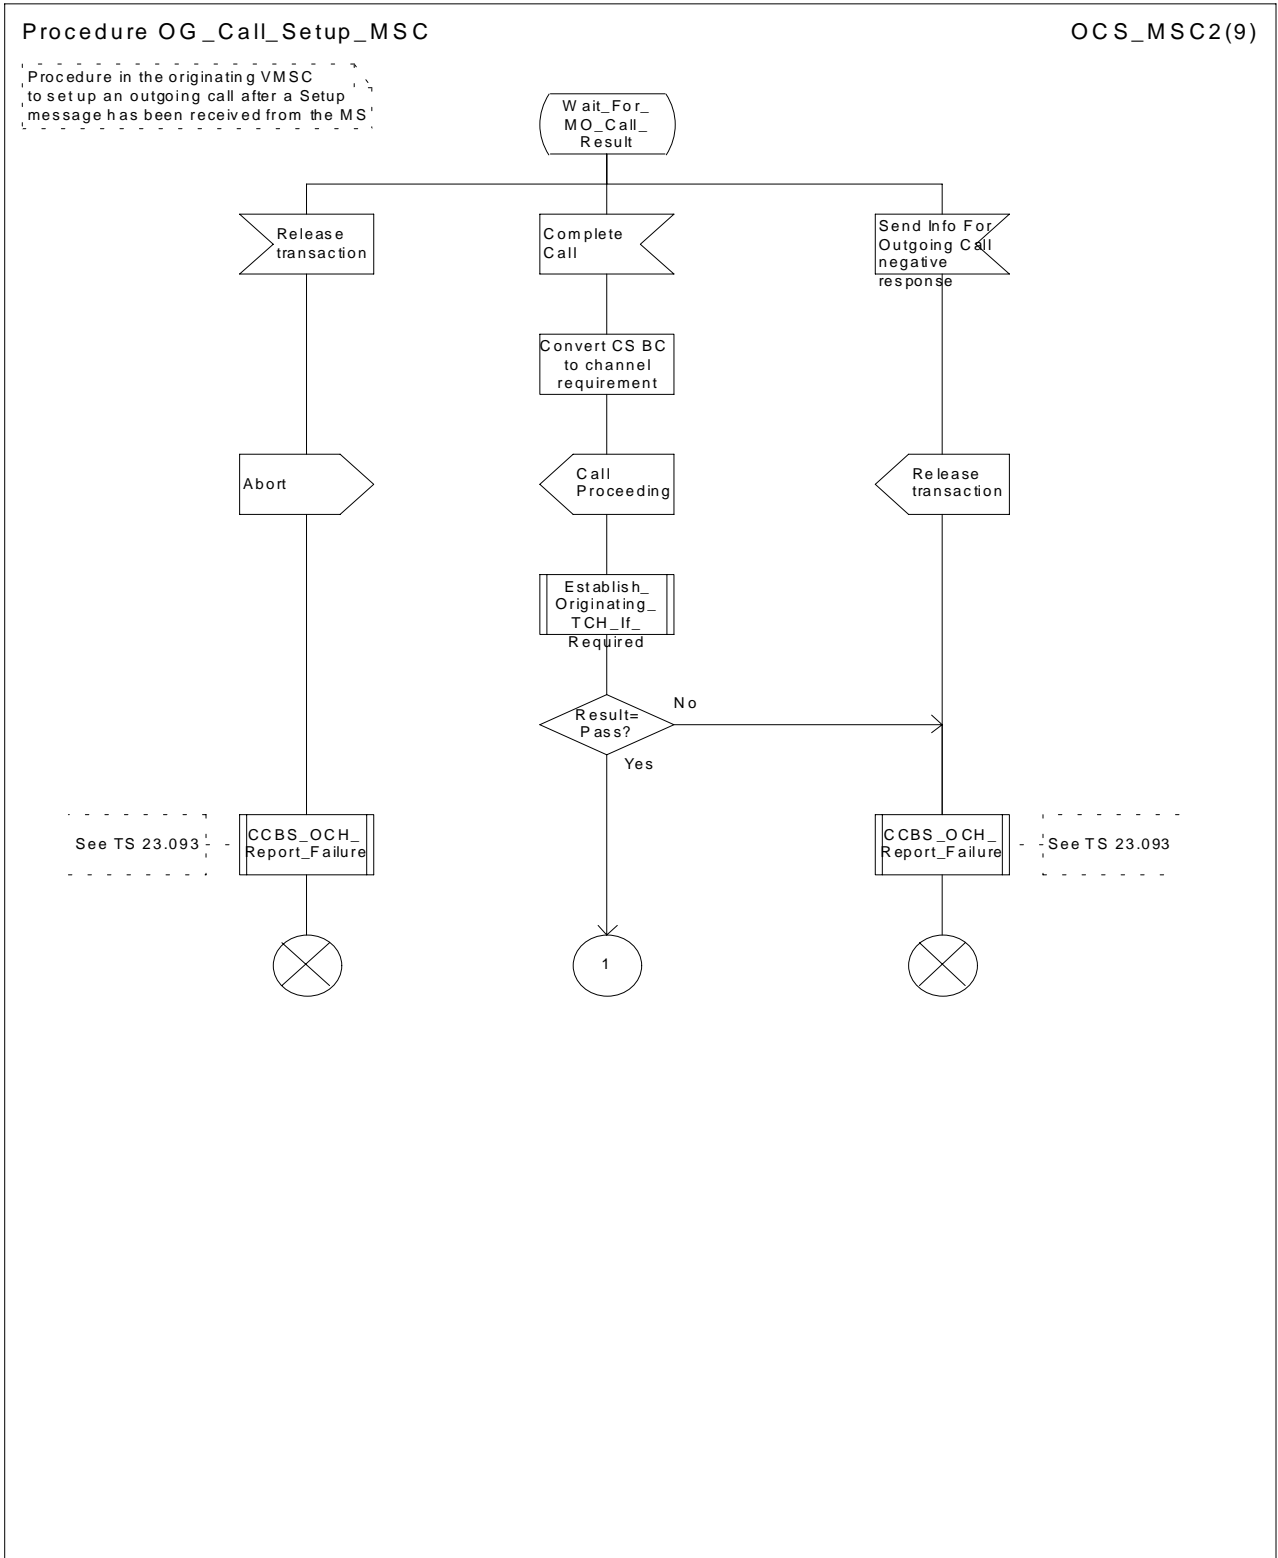 Procedure OG_Call_Setup_MSC
OCS_MSC2(9)
Procedure in the originating VMSC
to set up an outgoing call after a Setup
message has been received from the MS
Wait_For_
MO_Call_
Result
Release
transaction
Complete
Call
Send Info For
Outgoing Call
negative
response
Convert CS BC
to channel
requirement
Abort
Call
Proceeding
Release
transaction
Establish_
Originating_
TCH_If_
Required
Result=
Pass?
No
Yes
See TS 23.093
CCBS_OCH_
Report_Failure
CCBS_OCH_
Report_Failure
See TS 23.093
1